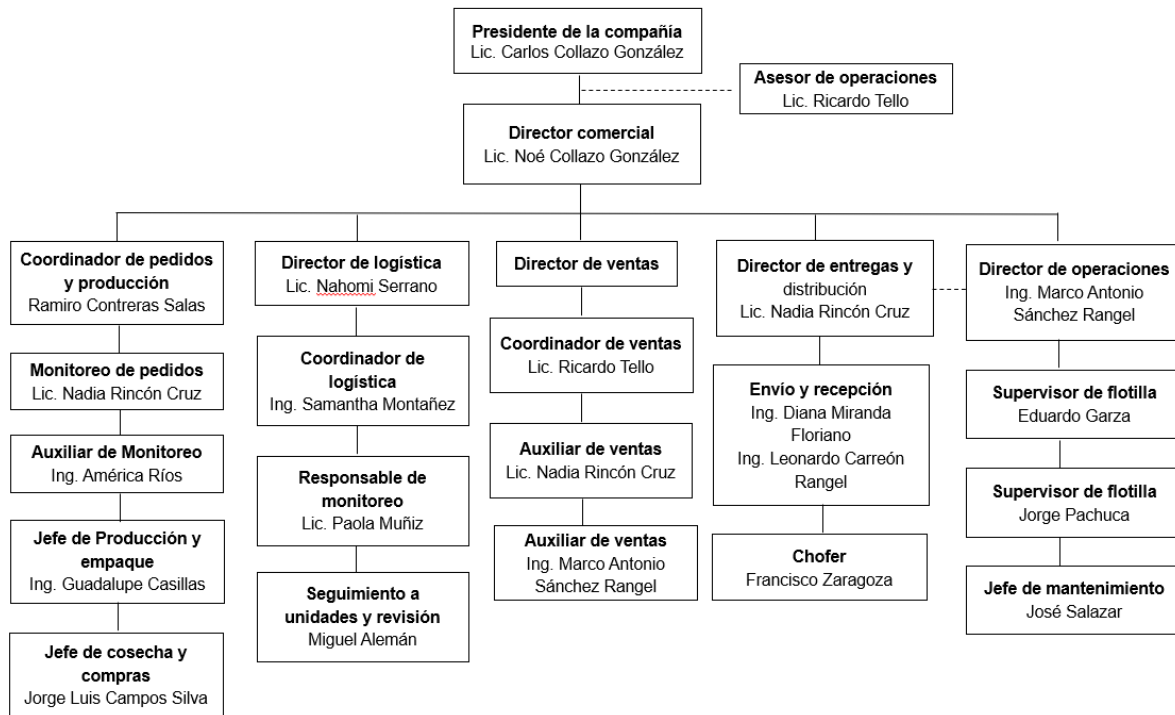 Presidente de la compañía
Lic. Carlos Collazo González
Asesor de operaciones
Lic. Ricardo Tello
Director comercial
Lic. Noé Collazo González
Coordinador de pedidos
y producción
Ramiro Contreras Salas
Monitoreo de pedidos
Lic. Nadia Rincón Cruz
Auxiliar de Monitoreo
Ing. América Ríos
Jefe de Producción y
empaque
Ing. Guadalupe Casillas
Jefe de cosecha y
compras
Jorge Luis Campos Silva
Director de logística
Lic. Nahomi Serrano
Coordinador de
logística
Ing. Samantha Montañez
Responsable de
monitoreo
Lic. Paola Muñiz
Seguimiento a
unidades y revisión
Miguel Alemán
Director de ventas
Coordinador de ventas
Lic. Ricardo Tello
Auxiliar de ventas
Lic. Nadia Rincón Cruz
Auxiliar de ventas
Ing. Marco Antonio
Sánchez Rangel
Director de entregas y
distribución
Lic. Nadia Rincón Cruz
Envío y recepción
Ing. Diana Miranda
Floriano
Ing. Leonardo Carreón
Rangel
Chofer
Francisco Zaragoza
Director de operaciones
Ing. Marco Antonio
Sánchez Rangel
Supervisor de flotilla
Eduardo Garza
Supervisor de flotilla
Jorge Pachuca
Jefe de mantenimiento
José Salazar